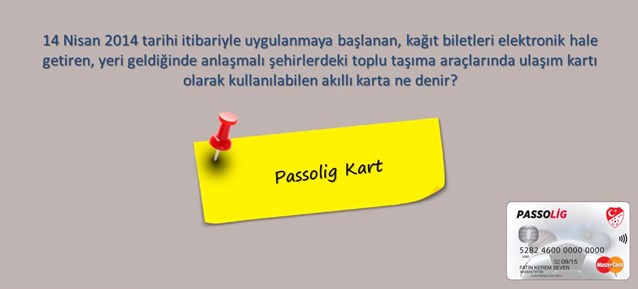 14 Nisan 2014 tarihi itibariyle uygulanmaya başlanan, kağıt biletleri elektronik hale
getiren, yeri geldiğinde anlaşmalı şehirlerdeki toplu taşıma araçlarında ulaşım kartı
olarak kullanılabilen akıllı karta ne denir?
Passolig Kart
PASSOLİG
5282 4600 0000 0000
09/15
FATİH KEREM SEVEN
MasterCard